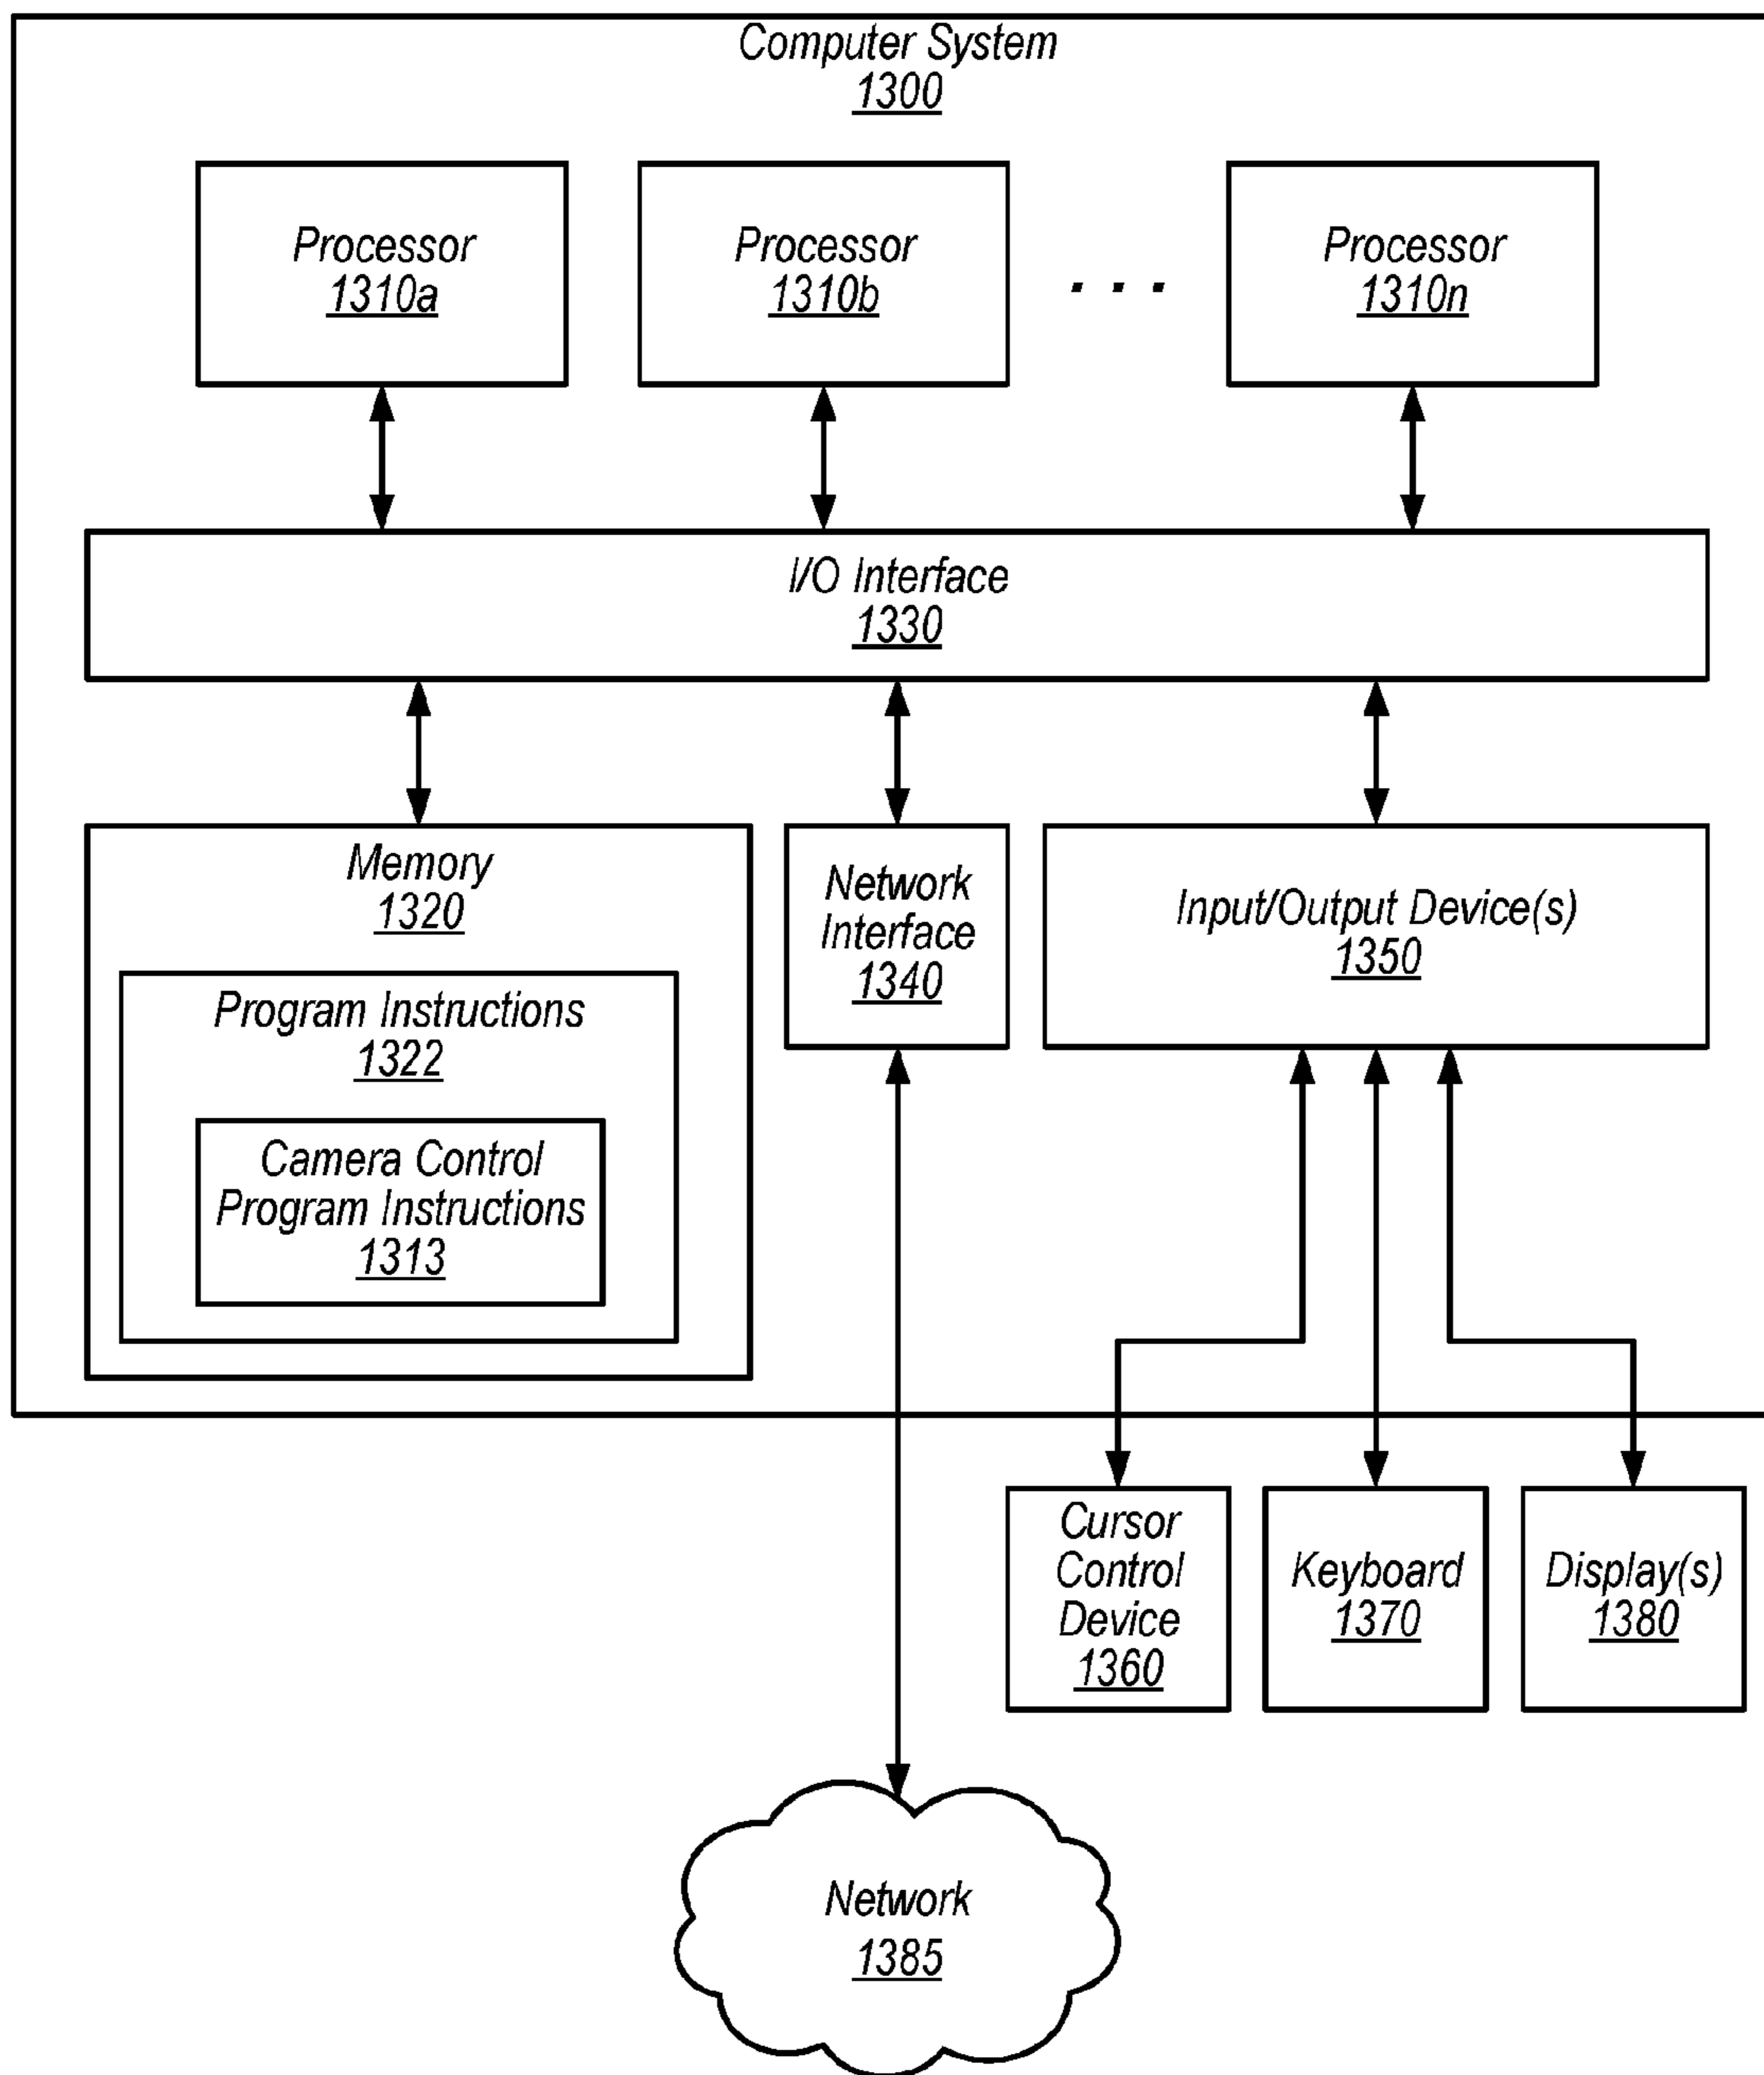 Computer System
1300
Processor
1310a
Processor
1310b
. . .
Processor
1310n
I/O Interface
1330
Memory
1320
Program Instructions
1322
Camera Control
Program Instructions
1313
Network
Interface
1340
Input/Output Device(s)
1350
Cursor
Control
Device
1360
Keyboard
1370
Display(s)
1380
Network
1385